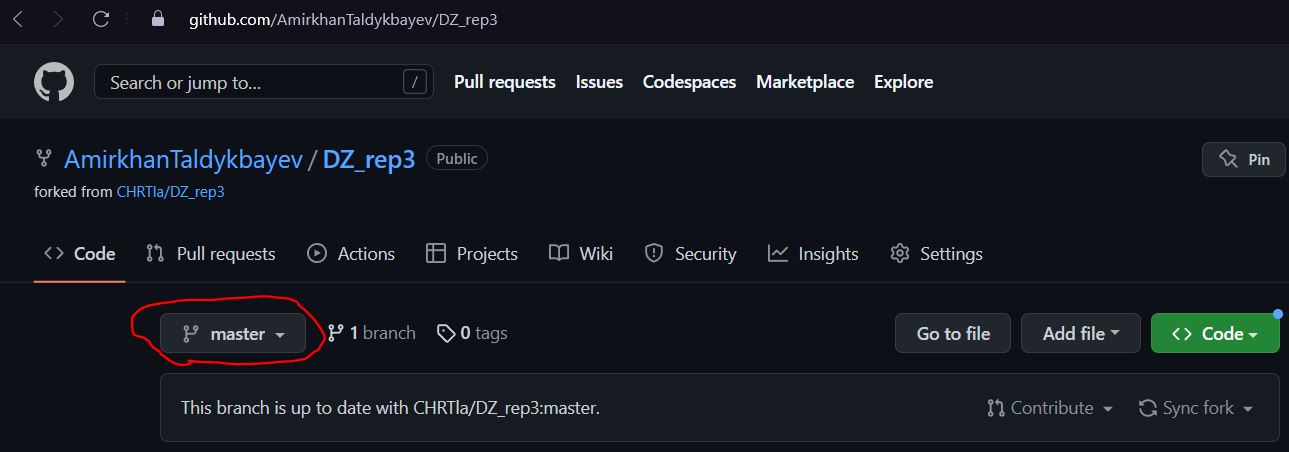 github.com/AmirkhanTaldykbayev/DZ_rep3
Search or jump to... / Pull requests Issues Codespaces Marketplace Explore
AmirkhanTaldykbayev / DZ_rep3 Public Pin
forked from CHRTla/DZ_rep3
Code Pull requests Actions Projects Wiki Security Insights Settings
master 1 branch 0 tags Go to file Add file Code
This branch is up to date with CHRTla/DZ_rep3:master. Contribute Sync fork